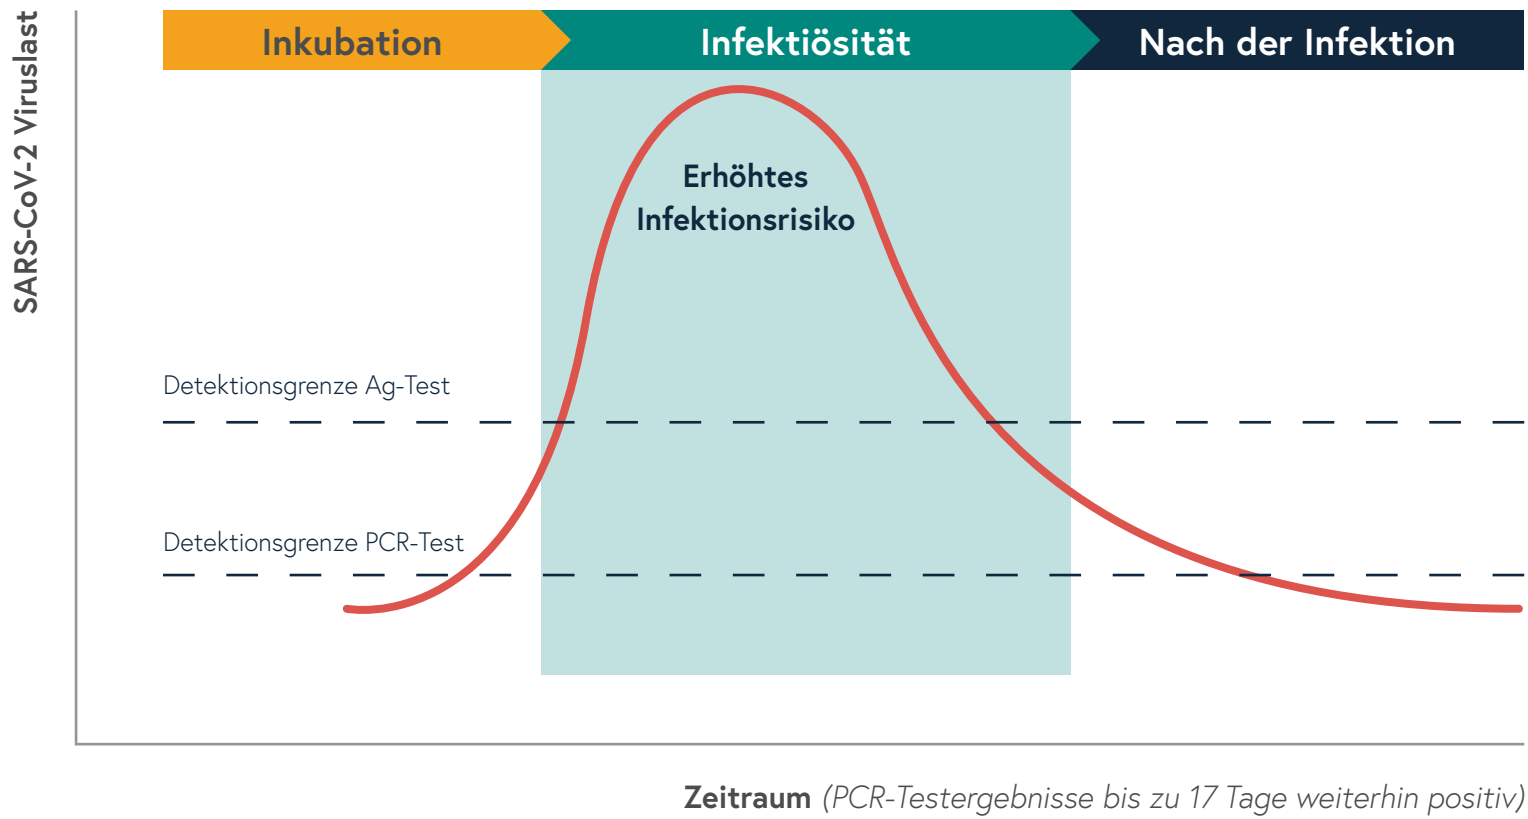 SARS-CoV-2 Viruslast
Inkubation
Infektiösität
Nach der Infektion
Erhöhtes
Infektionsrisiko
Detektionsgrenze Ag-Test
Detektionsgrenze PCR-Test
Zeitraum (PCR-Testergebnisse bis zu 17 Tage weiterhin positiv)